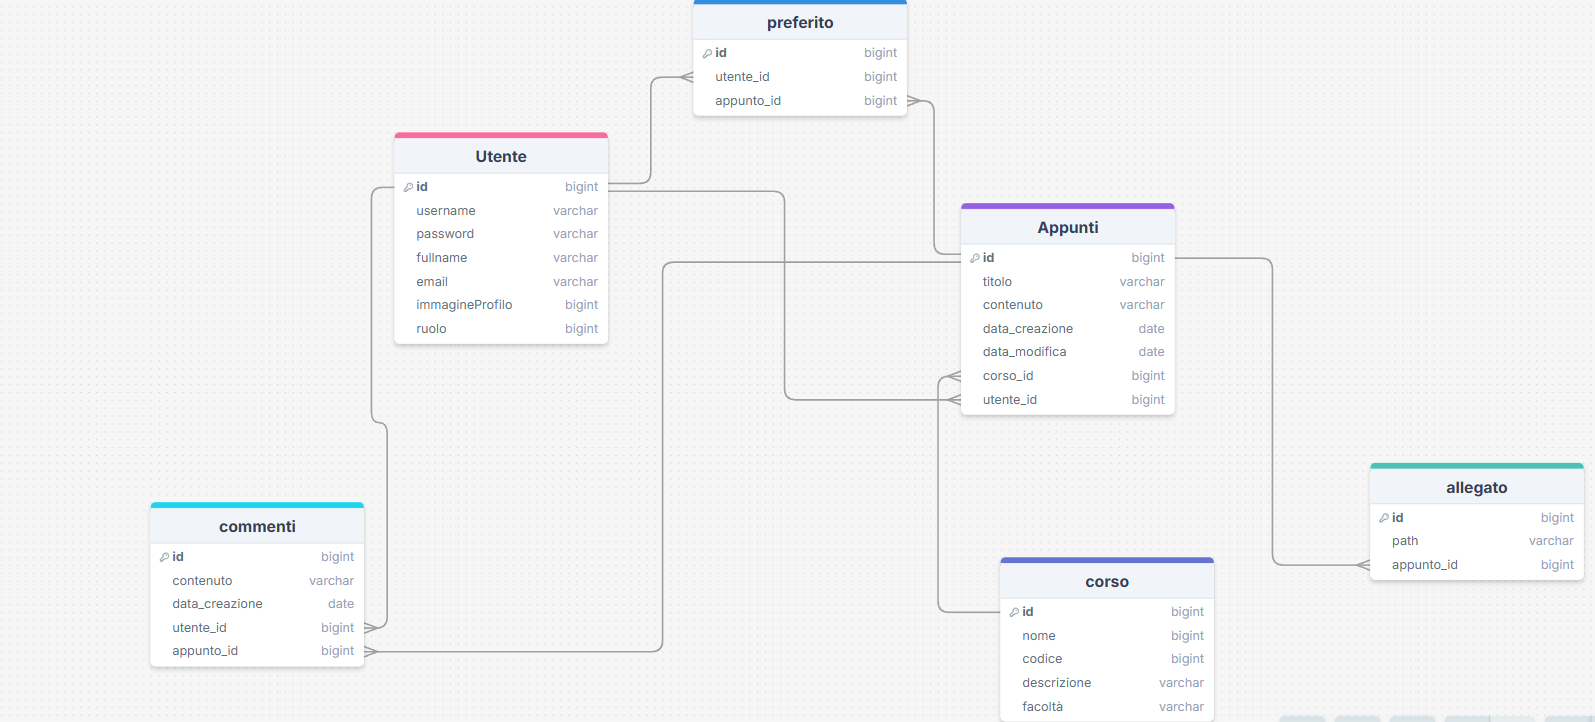 preferito
id bigint
utente_id bigint
appunto_id bigint
Utente
id bigint
username varchar
password varchar
fullname varchar
email varchar
immagineProfilo bigint
ruolo bigint
Appunti
id bigint
titolo varchar
contenuto varchar
data_creazione date
data_modifica date
corso_id bigint
utente_id bigint
allegato
id bigint
path varchar
appunto_id bigint
commenti
id bigint
contenuto varchar
data_creazione date
utente_id bigint
appunto_id bigint
corso
id bigint
nome bigint
codice bigint
descrizione varchar
facoltà varchar